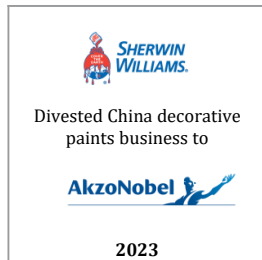 SHERWIN
WILLIAMS.
Divested China decorative
paints business to
AkzoNobel
2023